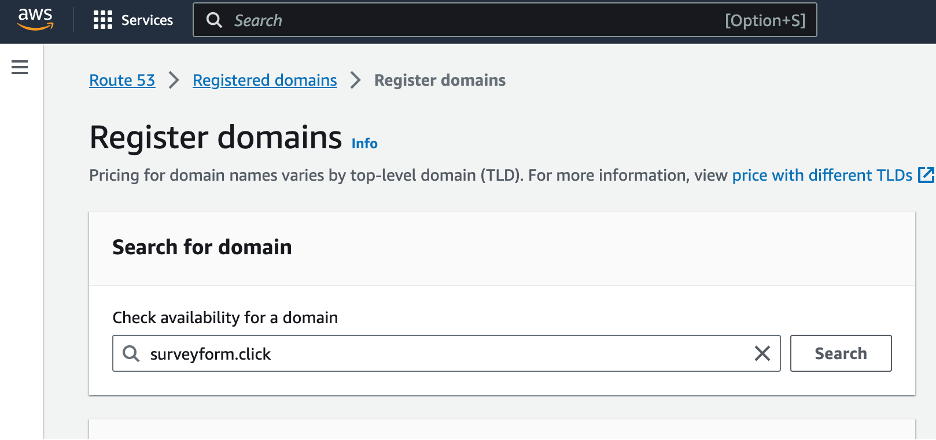 aws Services Search [Option+S]
Route 53 > Registered domains > Register domains
Register domains Info
Pricing for domain names varies by top-level domain (TLD). For more information, view price with different TLDs
Search for domain
Check availability for a domain
surveyform.click Search